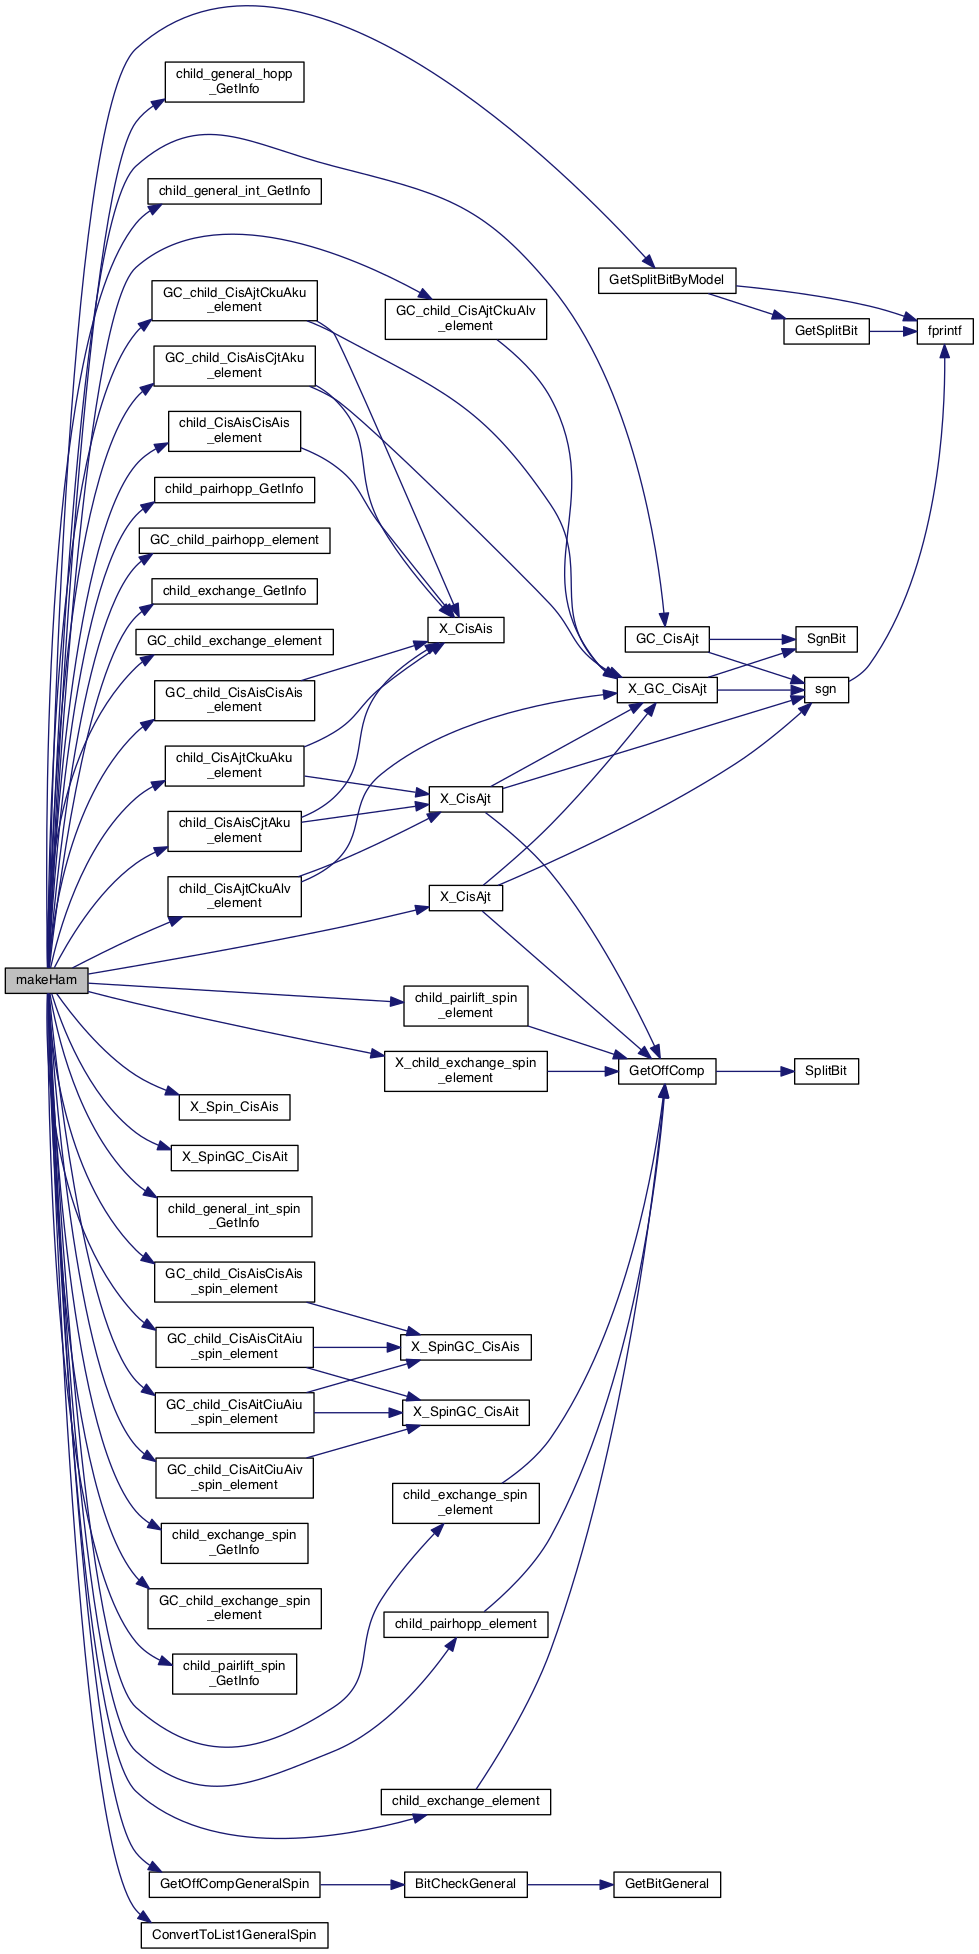 child_general_hopp
_GetInfo
child_general_int_GetInfo
GetSplitBitByModel
GC_child_CisAjtCkuAku
_element
GC_child_CisAjtCkuAlv
_element
GetSplitBit
fprintf
GC_child_CisAisCjtAku
_element
child_CisAisCisAis
_element
child_pairhopp_GetInfo
GC_child_pairhopp_element
child_exchange_GetInfo
GC_child_exchange_element
X_CisAis
GC_CisAjt
SgnBit
GC_child_CisAisCisAis
_element
X_GC_CisAjt
sgn
child_CisAjtCkuAku
_element
X_CisAjt
child_CisAisCjtAku
_element
child_CisAjtCkuAlv
_element
X_CisAjt
makeHam
child_pairlift_spin
_element
X_child_exchange_spin
_element
GetOffComp
SplitBit
X_Spin_CisAis
X_SpinGC_CisAit
child_general_int_spin
_GetInfo
GC_child_CisAisCisAis
_spin_element
GC_child_CisAisCitAiu
_spin_element
X_SpinGC_CisAis
GC_child_CisAitCiuAiu
_spin_element
X_SpinGC_CisAit
GC_child_CisAitCiuAiv
_spin_element
child_exchange_spin
_element
child_exchange_spin
_GetInfo
GC_child_exchange_spin
_element
child_pairhopp_element
child_pairlift_spin
_GetInfo
child_exchange_element
GetOffCompGeneralSpin
BitCheckGeneral
GetBitGeneral
ConvertToList1GeneralSpin